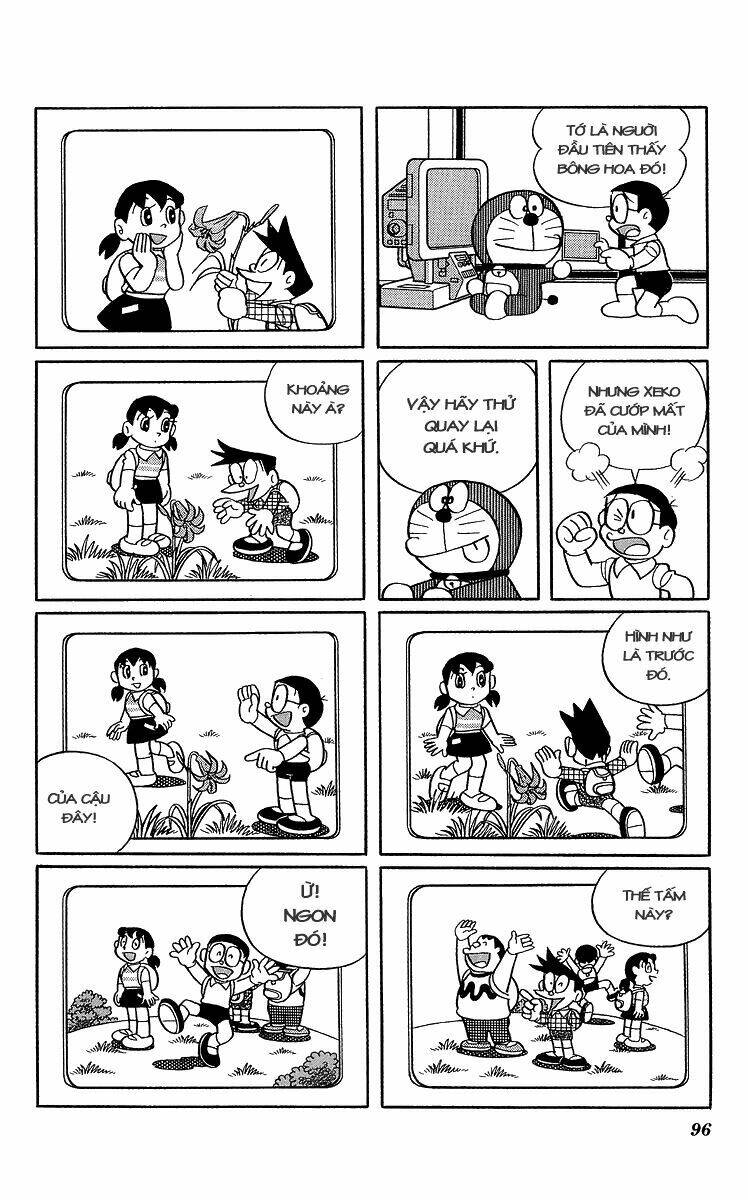 TỚ LÀ NGƯỜI
ĐẦU TIÊN THẤY
BÔNG HOA ĐÓ!
NHƯNG XEKO
ĐÃ CƯỚP MẤT
CỦA MÌNH!
VẬY HÃY THỬ
QUAY LẠI
QUÁ KHỨ.
KHOẢNG
NÀY À?
HÌNH NHƯ
LÀ TRƯỚC
ĐÓ.
CỦA CẬU
ĐÂY!
THẾ TẤM
NÀY?
Ừ!
NGON
ĐÓ!
96